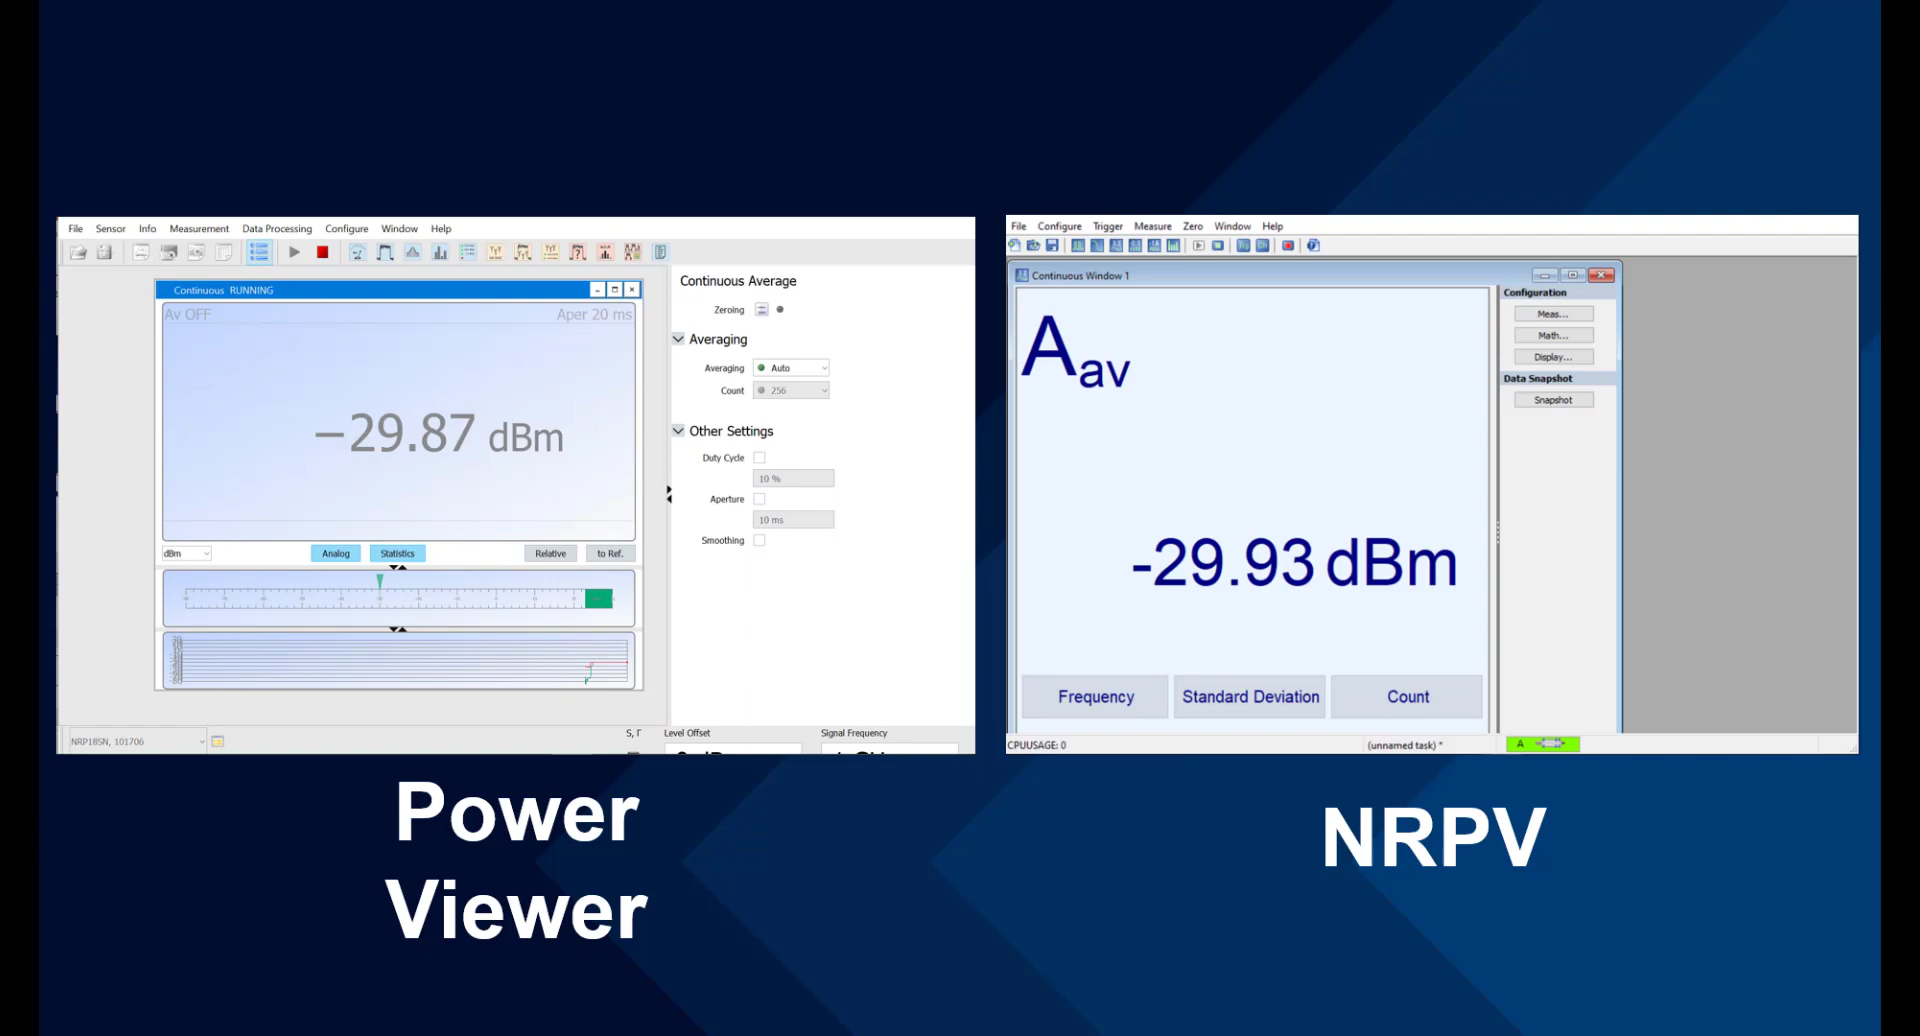 File Sensor Info Measurement Data Processing Configure Window Help
Continuous RUNNING
Av OFF
Aper 20 ms
−29.87 dBm
dBm
Analog
Statistics
Relative
to Ref.
Continuous Average
Zeroing
Averaging
Averaging Auto
Count 256
Other Settings
Duty Cycle
10 %
Aperture
10 ms
Smoothing
NRP18SN, 101706
S, Γ
Level Offset
Signal Frequency
File Configure Trigger Measure Zero Window Help
Continuous Window 1
A av
-29.93 dBm
Frequency
Standard Deviation
Count
Configuration
Meas...
Math...
Display...
Data Snapshot
Snapshot
CPUUSAGE: 0
(unnamed task) *
A
Power
Viewer
NRPV